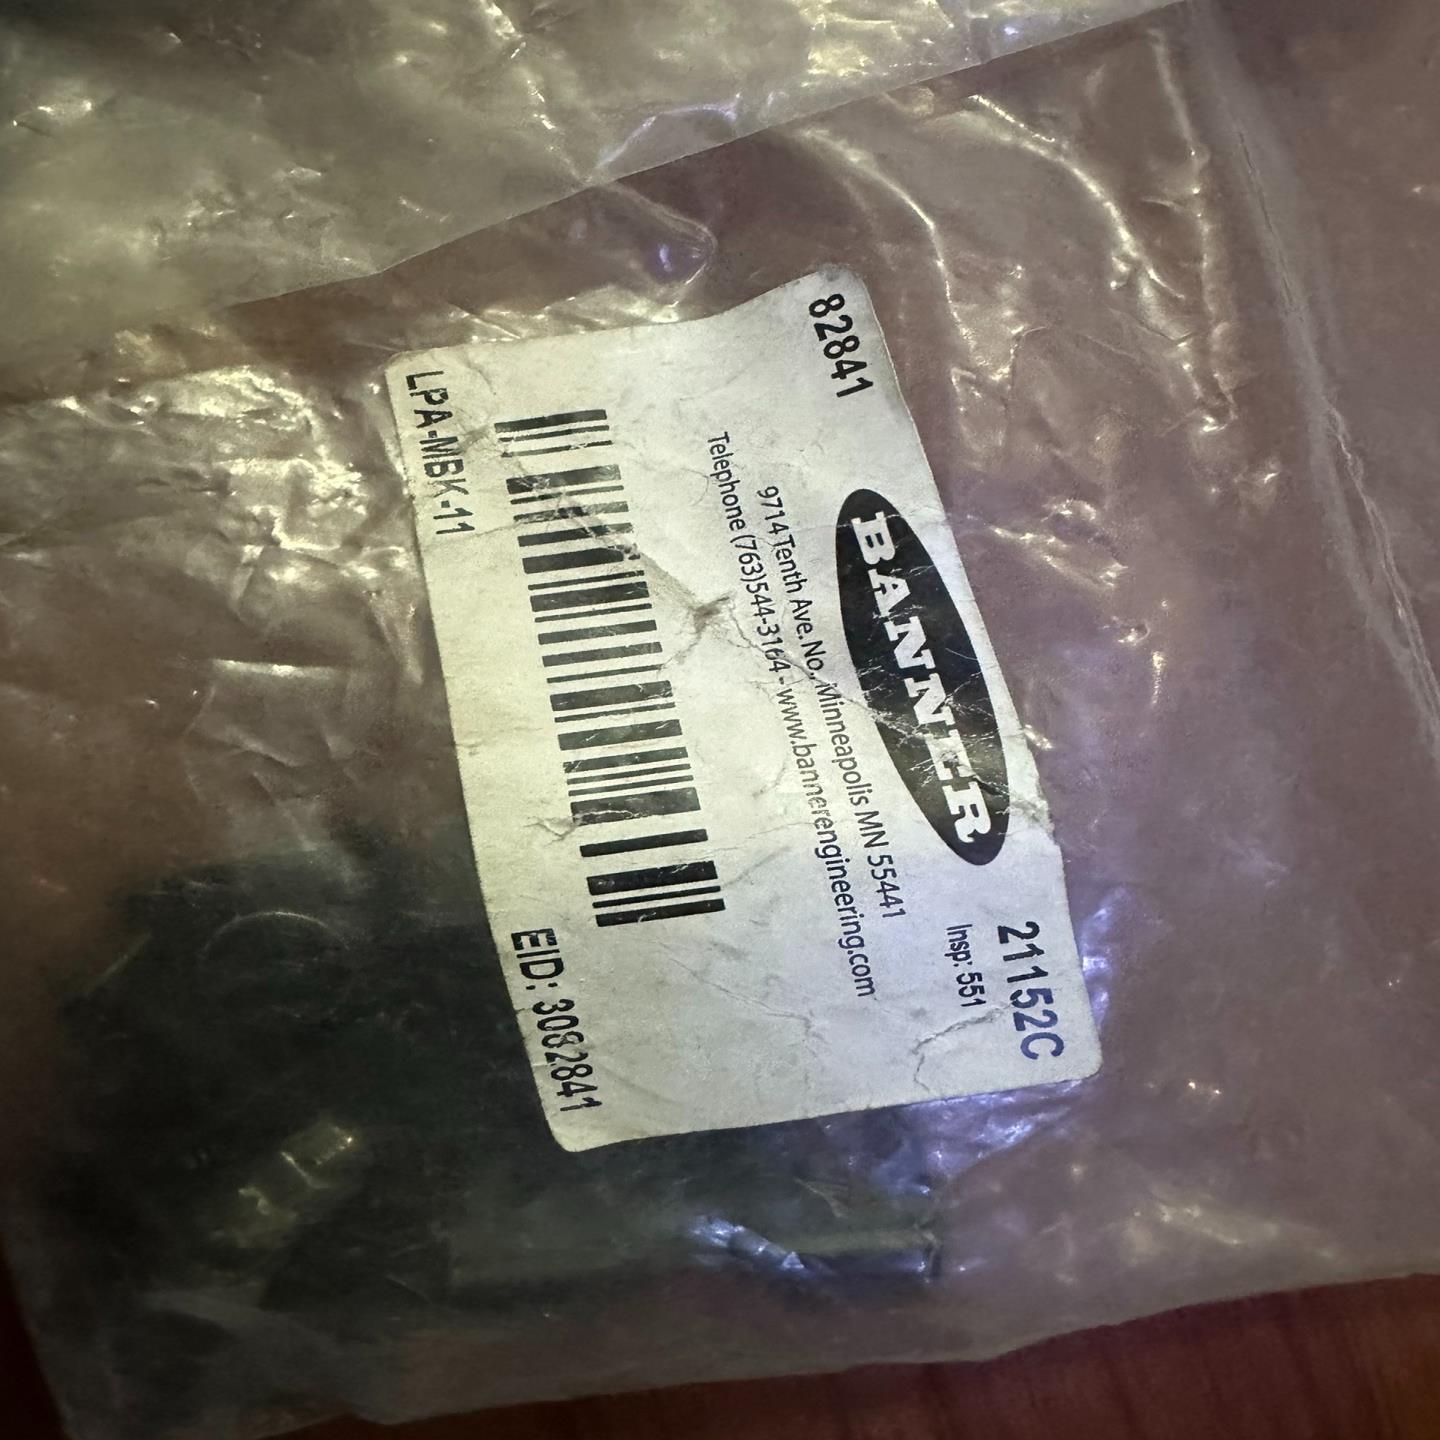 82841
21152C
BANNER
Insp: 551
9714 Tenth Ave. No. Minneapolis MN 55441
Telephone (763)544-3164 - www.bannerengineering.com
LPA-MBK-11
EID: 3082841